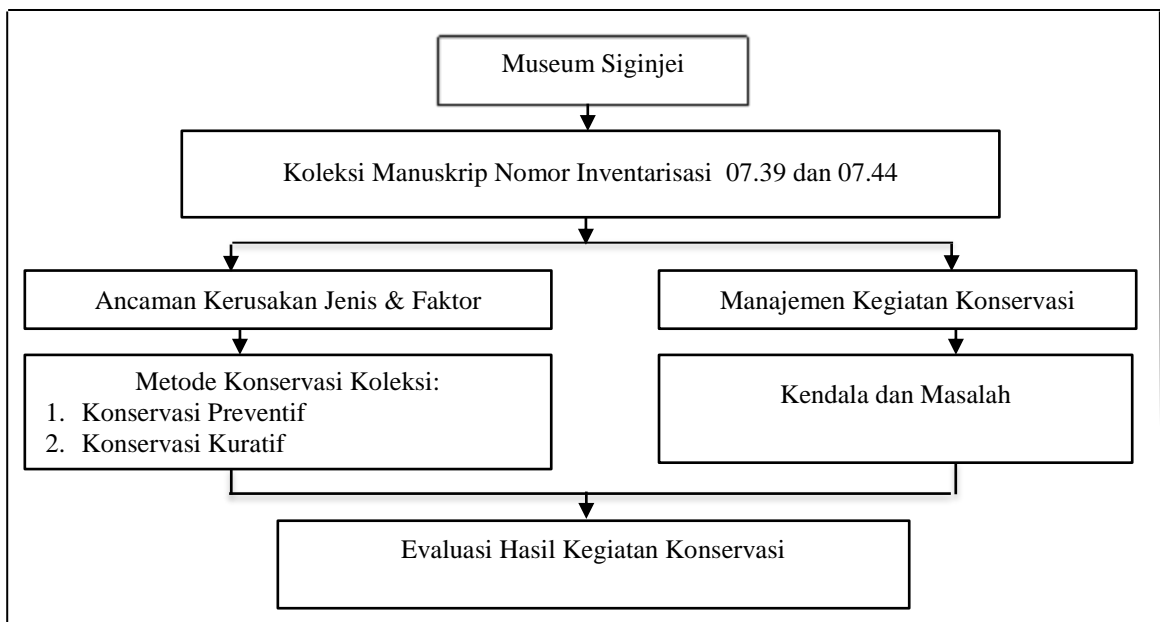 Museum Siginjei
Koleksi Manuskrip Nomor Inventarisasi 07.39 dan 07.44
Ancaman Kerusakan Jenis & Faktor
Manajemen Kegiatan Konservasi
Metode Konservasi Koleksi:
1. Konservasi Preventif
2. Konservasi Kuratif
Kendala dan Masalah
Evaluasi Hasil Kegiatan Konservasi